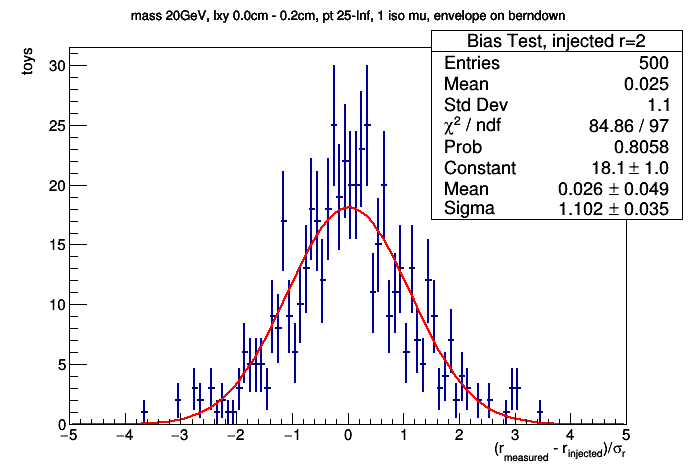 mass 20GeV, lxy 0.0cm - 0.2cm, pt 25-Inf, 1 iso mu, envelope on berndown
Bias Test, injected r=2
Entries 500
Mean 0.025
Std Dev 1.1
χ² / ndf 84.86 / 97
Prob 0.8058
Constant 18.1 ± 1.0
Mean 0.026 ± 0.049
Sigma 1.102 ± 0.035
toys
30
25
20
15
10
5
0
−5 −4 −3 −2 −1 0 1 2 3 4 5
(r_measured - r_injected)/σ_r